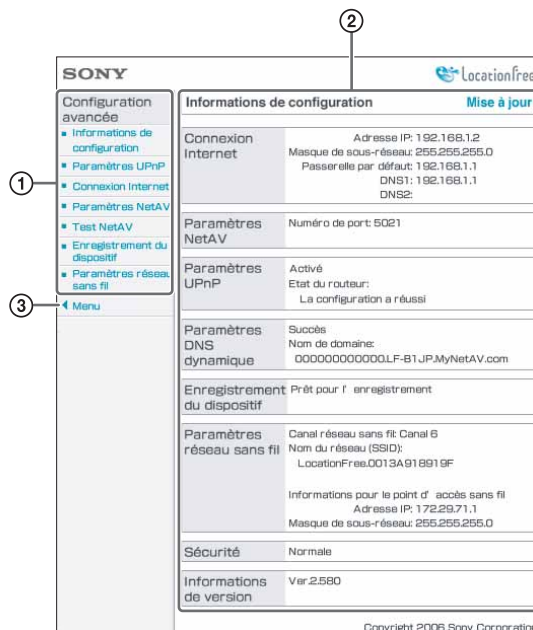 ②
SONY
LocationFree
Configuration
avancée
Informations de
configuration
Paramètres UPnP
Connexion Internet
Paramètres NetAV
Test NetAV
Enregistrement du
dispositif
Paramètres réseau
sans fil
①
③
Menu
Informations de configuration
Mise à jour
Connexion
Internet
Adresse IP: 192.168.1.2
Masque de sous-réseau: 255.255.255.0
Passerelle par défaut: 192.168.1.1
DNS1: 192.168.1.1
DNS2:
Paramètres
NetAV
Numéro de port: 5021
Paramètres
UPnP
Activé
Etat du routeur:
La configuration a réussi
Paramètres
DNS
dynamique
Succès
Nom de domaine:
000000000000.LF-B1.JP.MyNetAV.com
Enregistrement
du dispositif
Prêt pour l' enregistrement
Paramètres
réseau sans fil
Canal réseau sans fil: Canal 6
Nom du réseau (SSID):
LocationFree.0013A918919F
Informations pour le point d' accès sans fil
Adresse IP: 172.29.71.1
Masque de sous-réseau: 255.255.255.0
Sécurité
Normale
Informations
de version
Ver.2.580
Copyright 2006 Sony Corporation